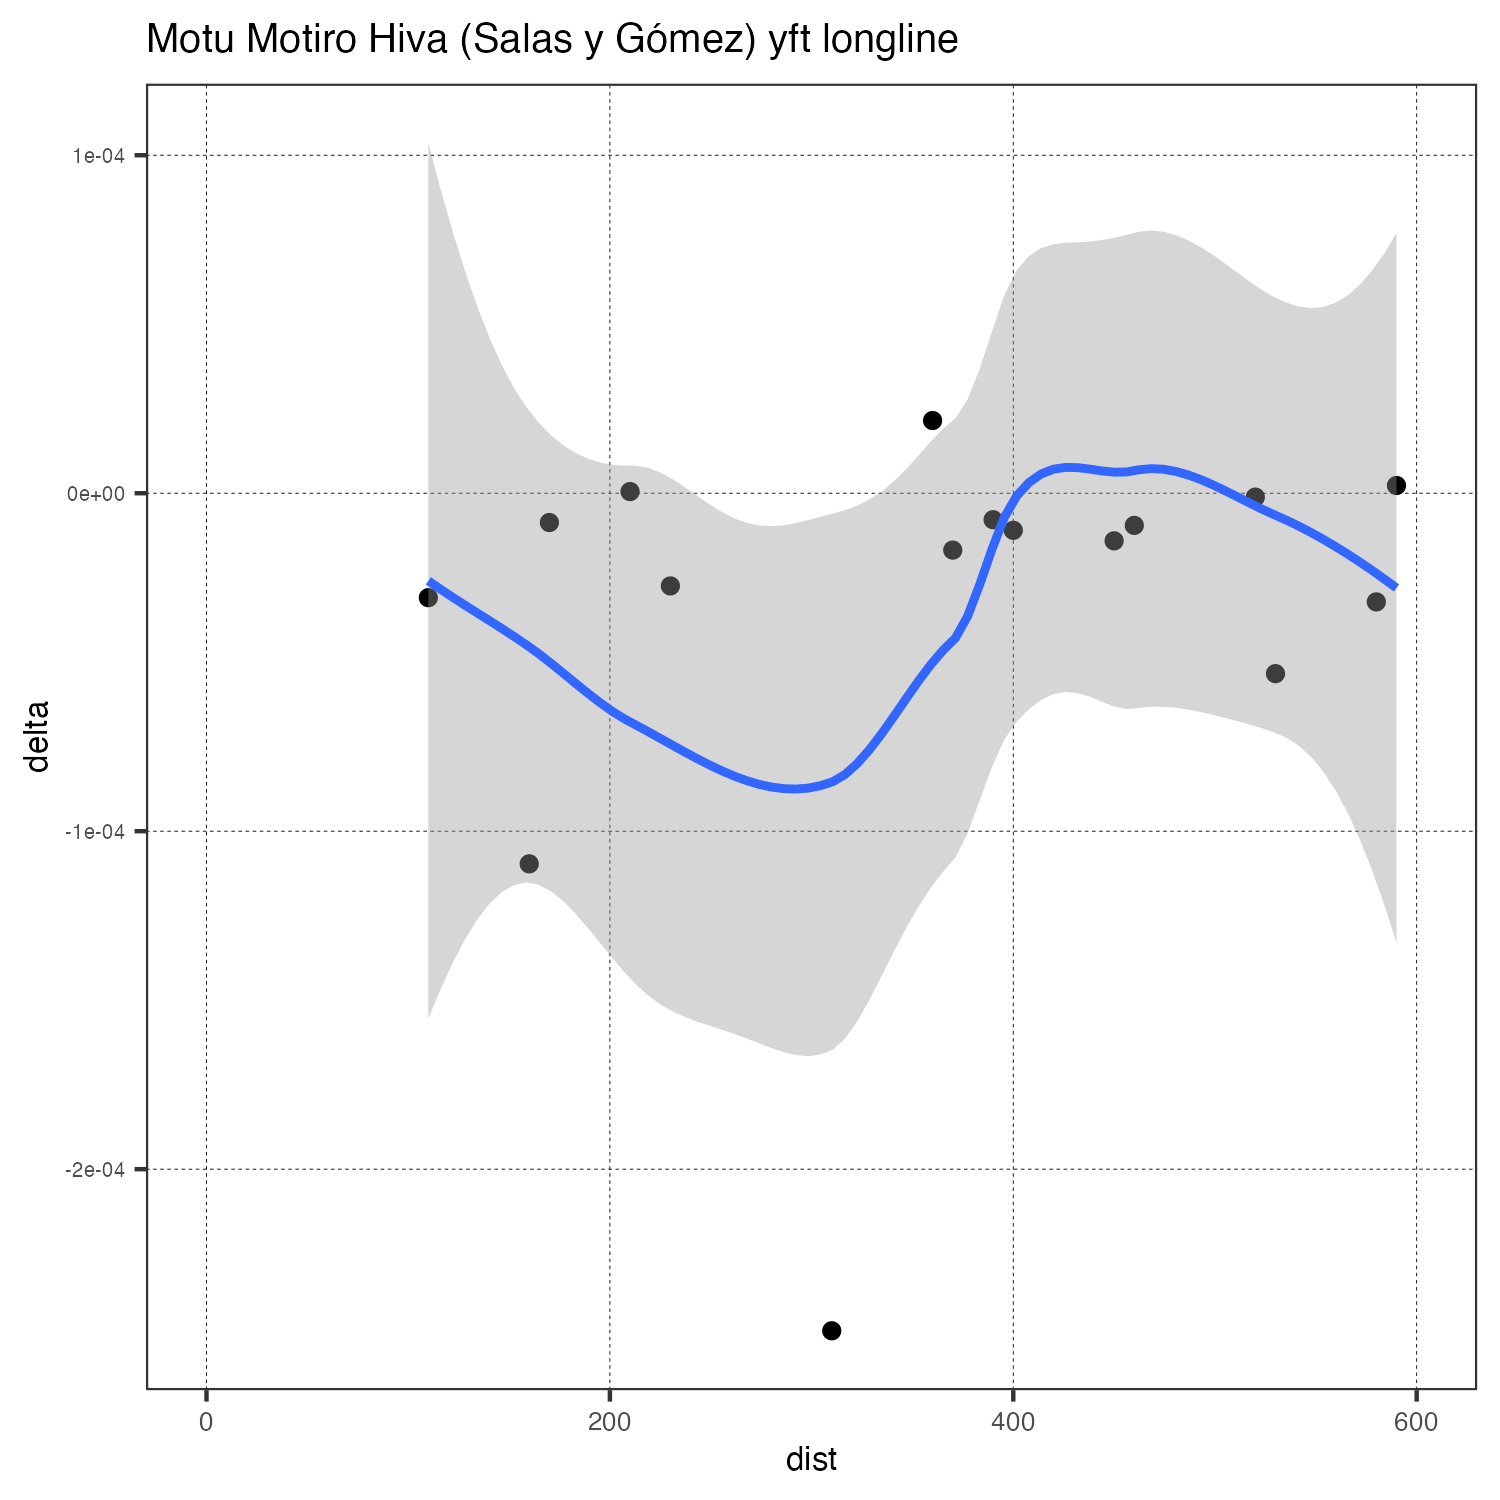 Motu Motiro Hiva (Salas y Gómez) yft longline
1e-04
0e+00
-1e-04
-2e-04
delta
0 200 400 600
dist